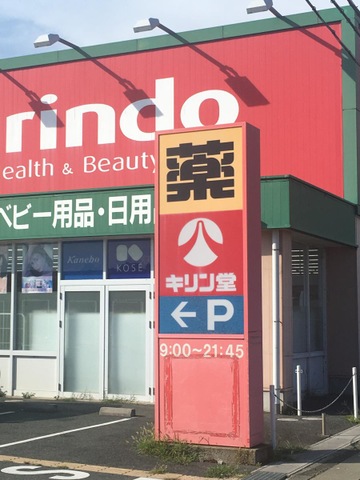 rindo
ealth & Beauty
ベビー用品・日用
薬
キリン堂
←P
9:00〜21:45
Kanebo
KOSÉ